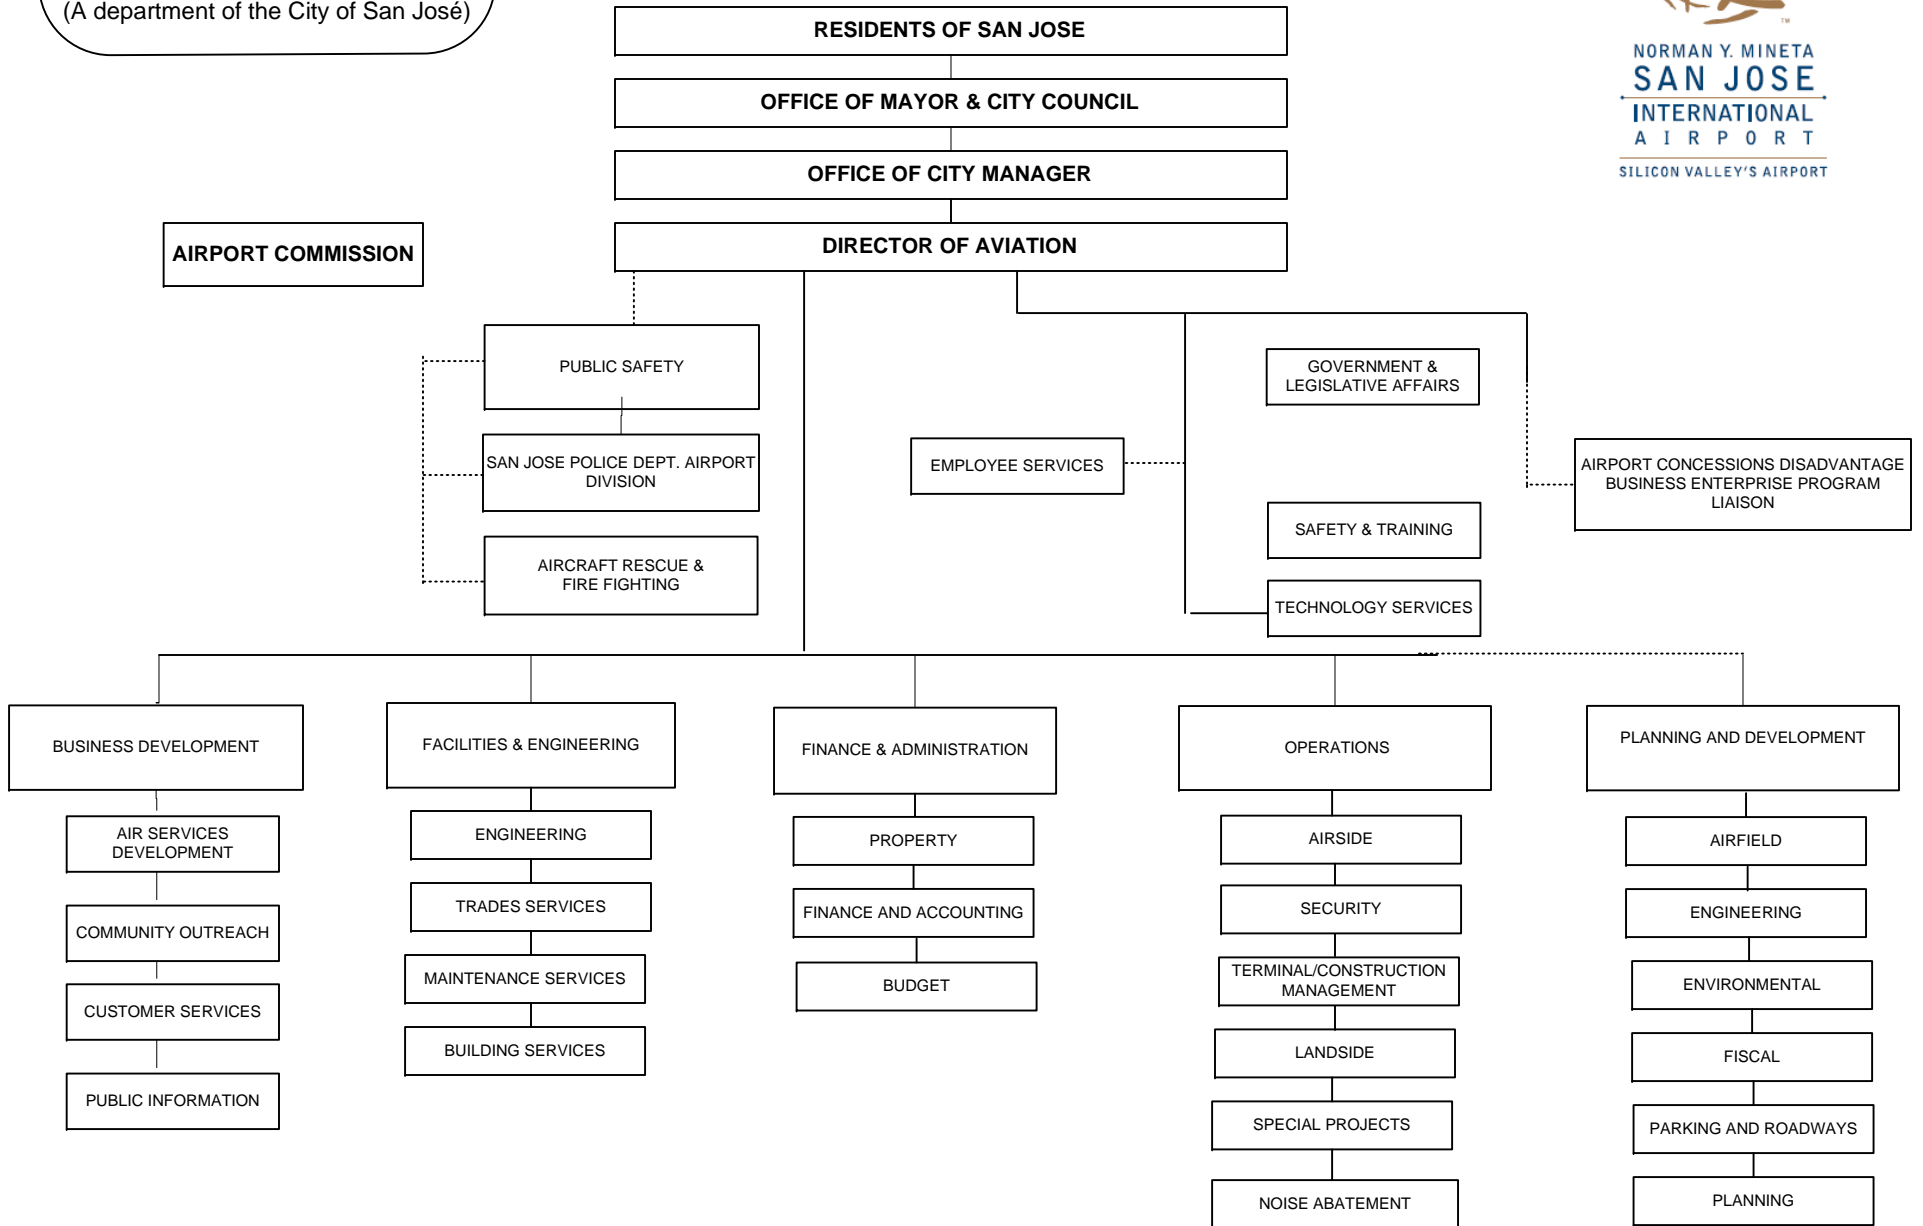 (A department of the City of San José)
RESIDENTS OF SAN JOSE
OFFICE OF MAYOR & CITY COUNCIL
OFFICE OF CITY MANAGER
DIRECTOR OF AVIATION
AIRPORT COMMISSION
TM
NORMAN Y. MINETA
SAN JOSE
INTERNATIONAL
AIRPORT
SILICON VALLEY'S AIRPORT
PUBLIC SAFETY
SAN JOSE POLICE DEPT. AIRPORT
DIVISION
AIRCRAFT RESCUE &
FIRE FIGHTING
EMPLOYEE SERVICES
GOVERNMENT &
LEGISLATIVE AFFAIRS
SAFETY & TRAINING
TECHNOLOGY SERVICES
AIRPORT CONCESSIONS DISADVANTAGE
BUSINESS ENTERPRISE PROGRAM
LIAISON
BUSINESS DEVELOPMENT
AIR SERVICES
DEVELOPMENT
COMMUNITY OUTREACH
CUSTOMER SERVICES
PUBLIC INFORMATION
FACILITIES & ENGINEERING
ENGINEERING
TRADES SERVICES
MAINTENANCE SERVICES
BUILDING SERVICES
FINANCE & ADMINISTRATION
PROPERTY
FINANCE AND ACCOUNTING
BUDGET
OPERATIONS
AIRSIDE
SECURITY
TERMINAL/CONSTRUCTION
MANAGEMENT
LANDSIDE
SPECIAL PROJECTS
NOISE ABATEMENT
PLANNING AND DEVELOPMENT
AIRFIELD
ENGINEERING
ENVIRONMENTAL
FISCAL
PARKING AND ROADWAYS
PLANNING